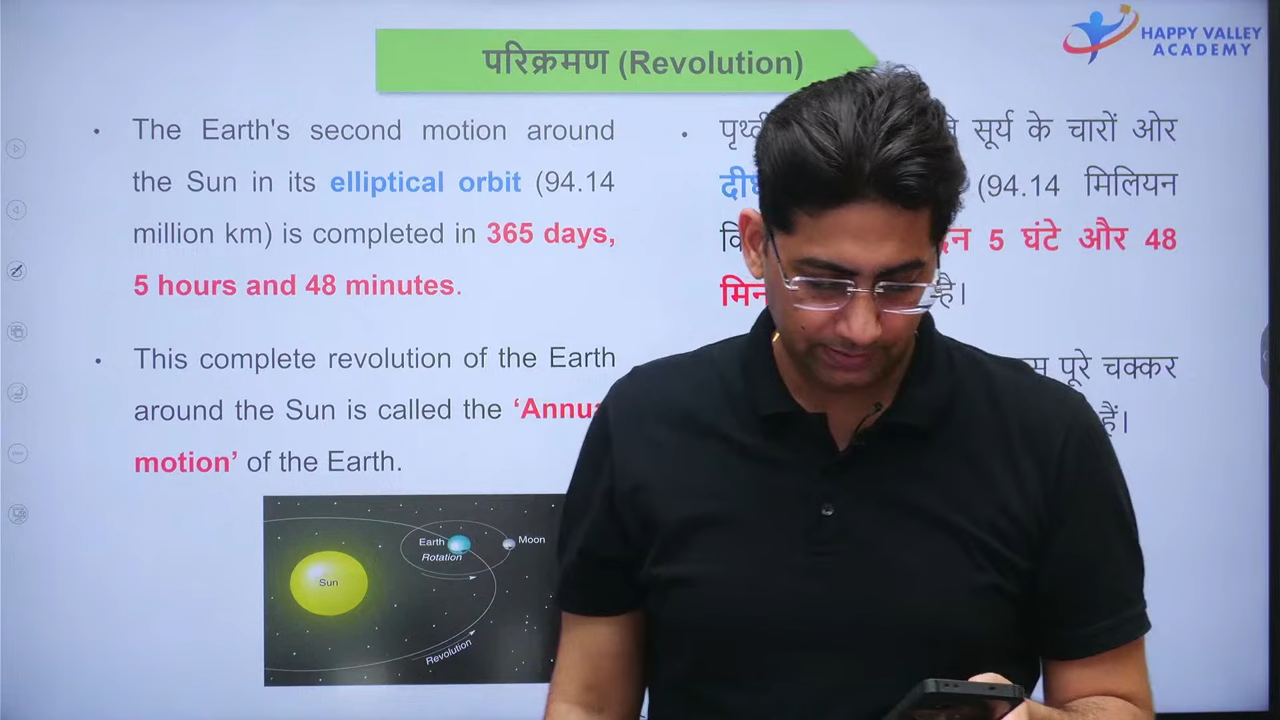 HAPPY VALLEY
ACADEMY
परिक्रमण (Revolution)
• The Earth's second motion around
the Sun in its elliptical orbit (94.14
million km) is completed in 365 days,
5 hours and 48 minutes.
• This complete revolution of the Earth
around the Sun is called the ‘Annua
motion’ of the Earth.
• सूर्य के चारों ओर
(94.14 मिलियन
5 घंटे और 48
है।
पूरे चक्कर
हैं।
Earth
Moon
Rotation
Sun
Revolution